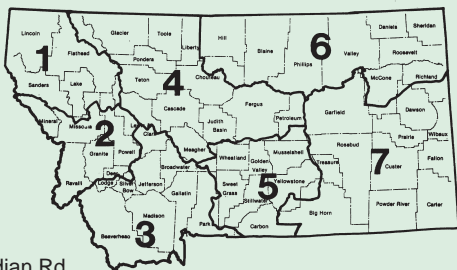 Lincoln
Flathead
1
Sanders
Lake
Glacier
Toole
Liberty
Pondera
Teton
4
Chouteau
Cascade
Judith
Basin
Fergus
Petroleum
Meagher
Hill
Blaine
Phillips
6
Valley
Daniels
Sheridan
Roosevelt
McCone
Richland
Mineral
Missoula
2
Granite
Powell
Ravalli
Deer
Lodge
Silver
Bow
Jefferson
Broadwater
Gallatin
Madison
3
Beaverhead
Park
Wheatland
Golden
Valley
Musselshell
Sweet
Grass
5
Stillwater
Yellowstone
Carbon
Treasure
Big Horn
Garfield
Rosebud
7
Custer
Prairie
Dawson
Wibaux
Fallon
Powder River
Carter
dian Rd